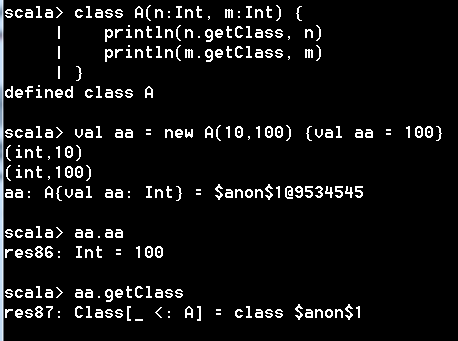 scala> class A(n:Int, m:Int) {
     |    println(n.getClass, n)
     |    println(m.getClass, m)
     | }
defined class A
scala> val aa = new A(10,100) {val aa = 100}
(int,10)
(int,100)
aa: A{val aa: Int} = $anon$1@9534545
scala> aa.aa
res86: Int = 100
scala> aa.getClass
res87: Class[_ <: A] = class $anon$1